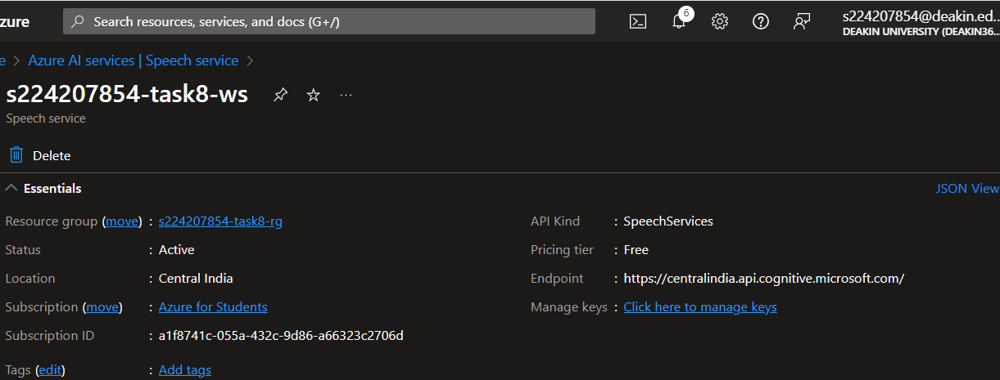 zure
Search resources, services, and docs (G+/)
6
s224207854@deakin.ed...
DEAKIN UNIVERSITY (DEAKIN36...
e > Azure AI services | Speech service >
s224207854-task8-ws
...
Speech service
Delete
Essentials
JSON View
Resource group (move) : s224207854-task8-rg
Status : Active
Location : Central India
Subscription (move) : Azure for Students
Subscription ID : a1f8741c-055a-432c-9d86-a66323c2706d
Tags (edit) : Add tags
API Kind : SpeechServices
Pricing tier : Free
Endpoint : https://centralindia.api.cognitive.microsoft.com/
Manage keys : Click here to manage keys